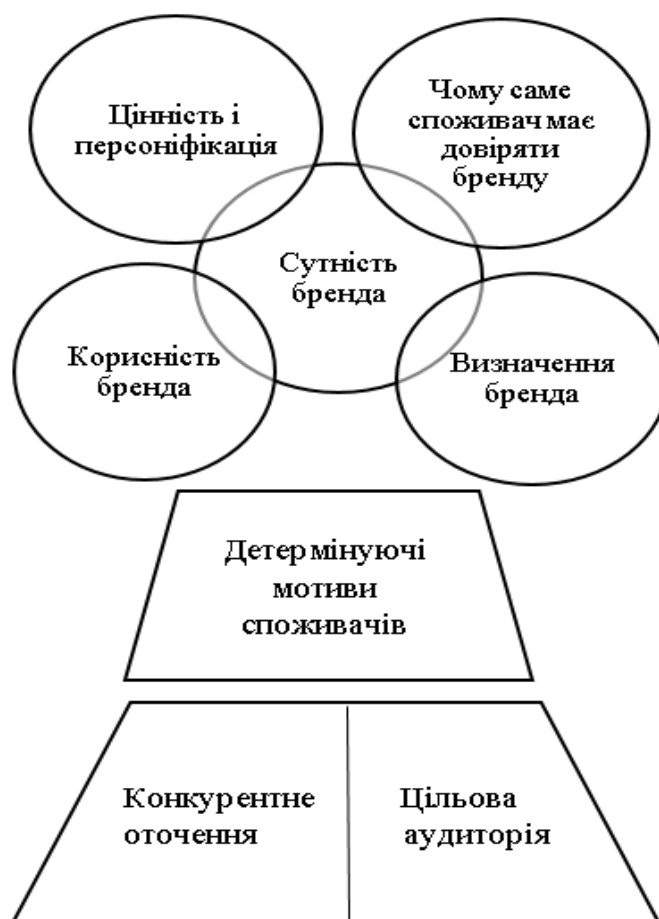 Цінність і
персоніфікація
Чому саме
споживач має
довіряти
бренду
Сутність
бренда
Корисність
бренда
Визначення
бренда
Детермінуючі
мотиви
споживачів
Конкурентне
оточення
Цільова
аудиторія